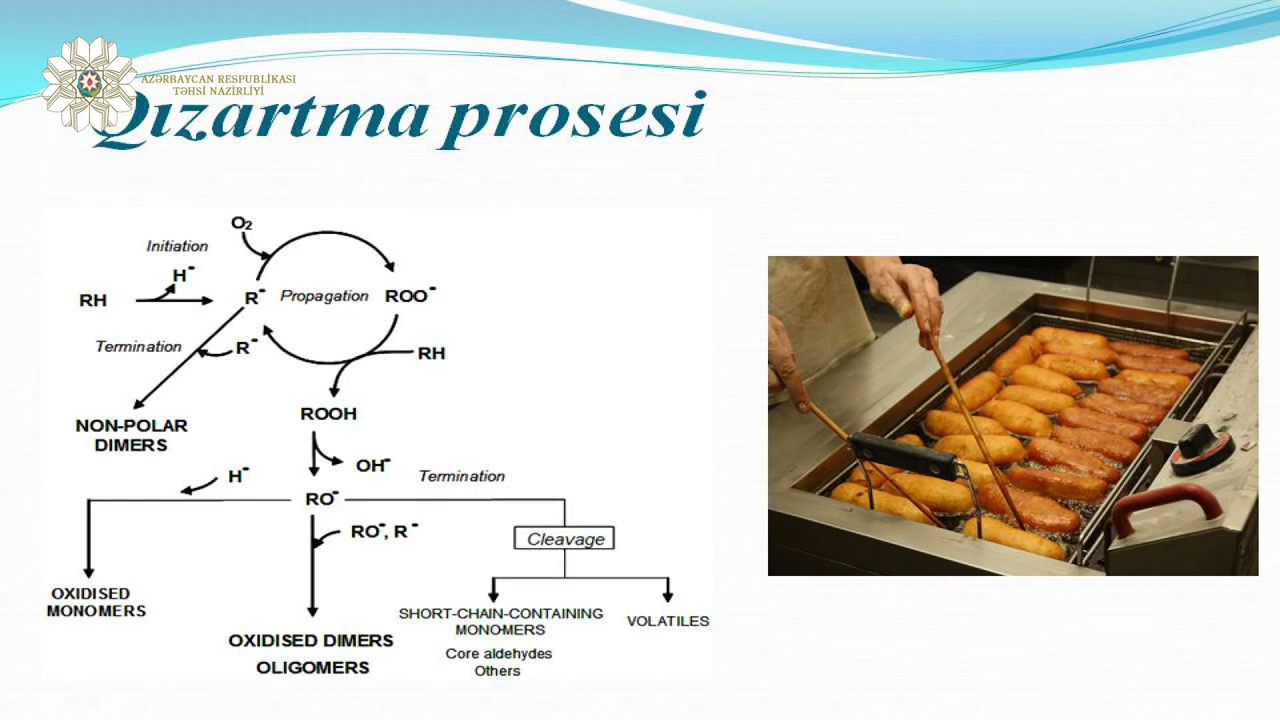 AZƏRBAYCAN RESPUBLİKASI
TƏHSİ NAZİRLİYİ
Qızartma prosesi
O₂
Initiation
H⁻
RH
R⁻
Propagation
ROO⁻
Termination
R⁻
RH
ROOH
NON-POLAR
DIMERS
OH⁻
H⁻
Termination
RO⁻
RO⁻, R⁻
Cleavage
OXIDISED
MONOMERS
SHORT-CHAIN-CONTAINING
MONOMERS
VOLATILES
OXIDISED DIMERS
OLIGOMERS
Core aldehydes
Others